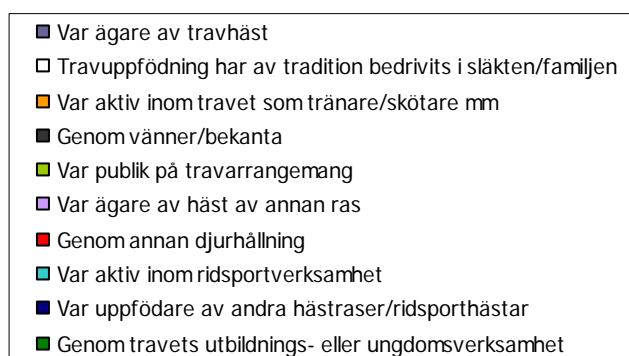 Var ägare av travhäst
Travuppfödning har av tradition bedrivits i släkten/familjen
Var aktiv inom travet som tränare/skötare mm
Genom vänner/bekanta
Var publik på travarrangemang
Var ägare av häst av annan ras
Genom annan djurhållning
Var aktiv inom ridsportverksamhet
Var uppfödare av andra hästraser/ridsporthästar
Genom travets utbildnings- eller ungdomsverksamhet